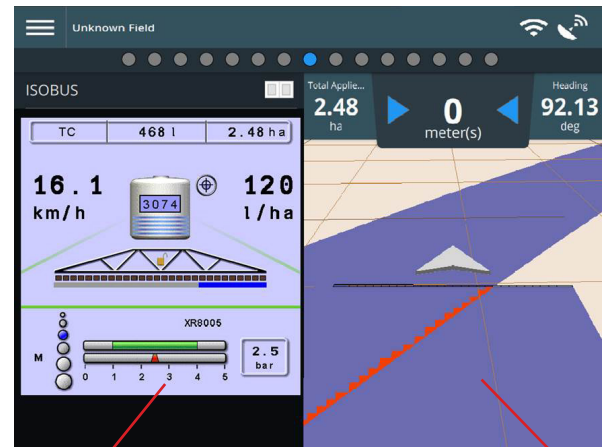 Unknown Field
ISOBUS
TC 468 l 2.48 ha
16.1 km/h
3074
120 l/ha
XR8005
M
0 1 2 3 4 5
2.5 bar
Total Applie...
2.48
ha
0
meter(s)
Heading
92.13
deg